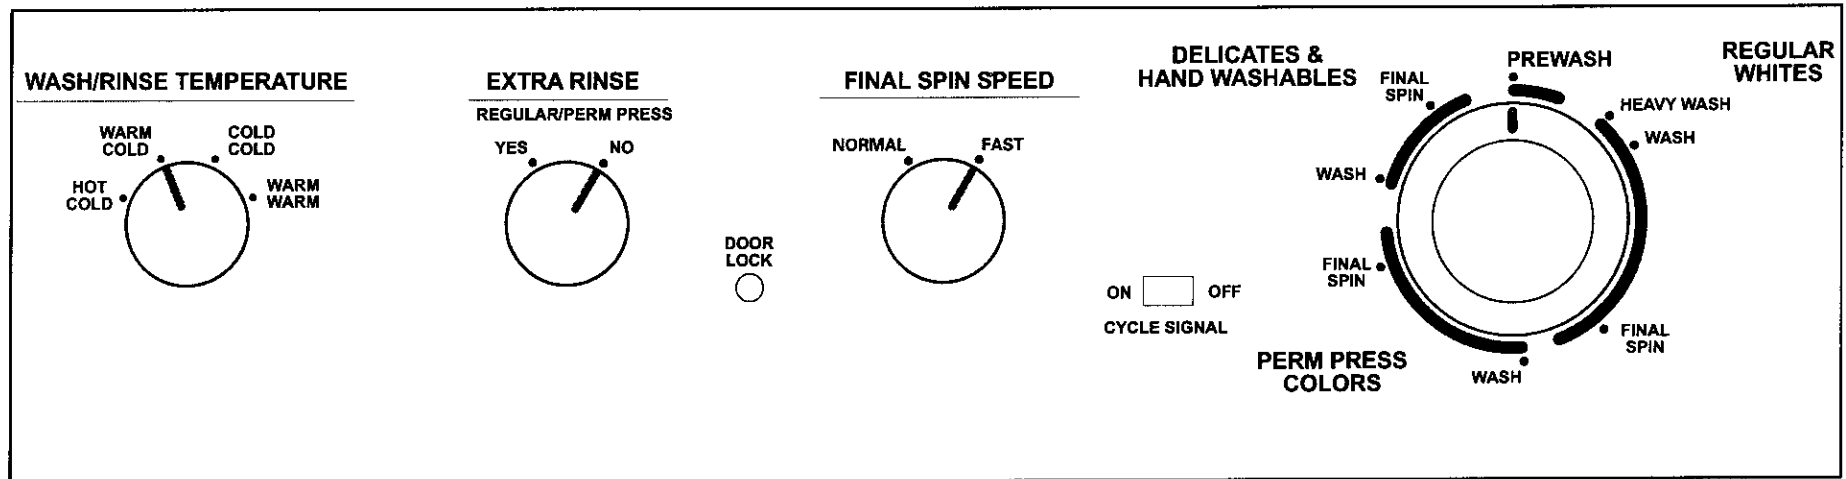 WASH/RINSE TEMPERATURE
WARM
COLD
COLD
COLD
HOT
COLD
WARM
WARM
EXTRA RINSE
REGULAR/PERM PRESS
YES
NO
DOOR
LOCK
FINAL SPIN SPEED
NORMAL
FAST
ON
OFF
CYCLE SIGNAL
DELICATES &
HAND WASHABLES
FINAL
SPIN
WASH
PREWASH
REGULAR
WHITES
HEAVY WASH
WASH
FINAL
SPIN
PERM PRESS
COLORS
WASH
FINAL
SPIN